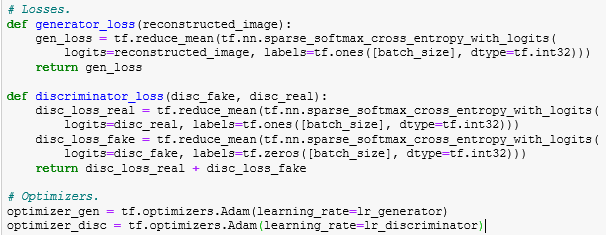 # Losses.
def generator_loss(reconstructed_image):
    gen_loss = tf.reduce_mean(tf.nn.sparse_softmax_cross_entropy_with_logits(
        logits=reconstructed_image, labels=tf.ones([batch_size], dtype=tf.int32)))
    return gen_loss

def discriminator_loss(disc_fake, disc_real):
    disc_loss_real = tf.reduce_mean(tf.nn.sparse_softmax_cross_entropy_with_logits(
        logits=disc_real, labels=tf.ones([batch_size], dtype=tf.int32)))
    disc_loss_fake = tf.reduce_mean(tf.nn.sparse_softmax_cross_entropy_with_logits(
        logits=disc_fake, labels=tf.zeros([batch_size], dtype=tf.int32)))
    return disc_loss_real + disc_loss_fake

# Optimizers.
optimizer_gen = tf.optimizers.Adam(learning_rate=lr_generator)
optimizer_disc = tf.optimizers.Adam(learning_rate=lr_discriminator)